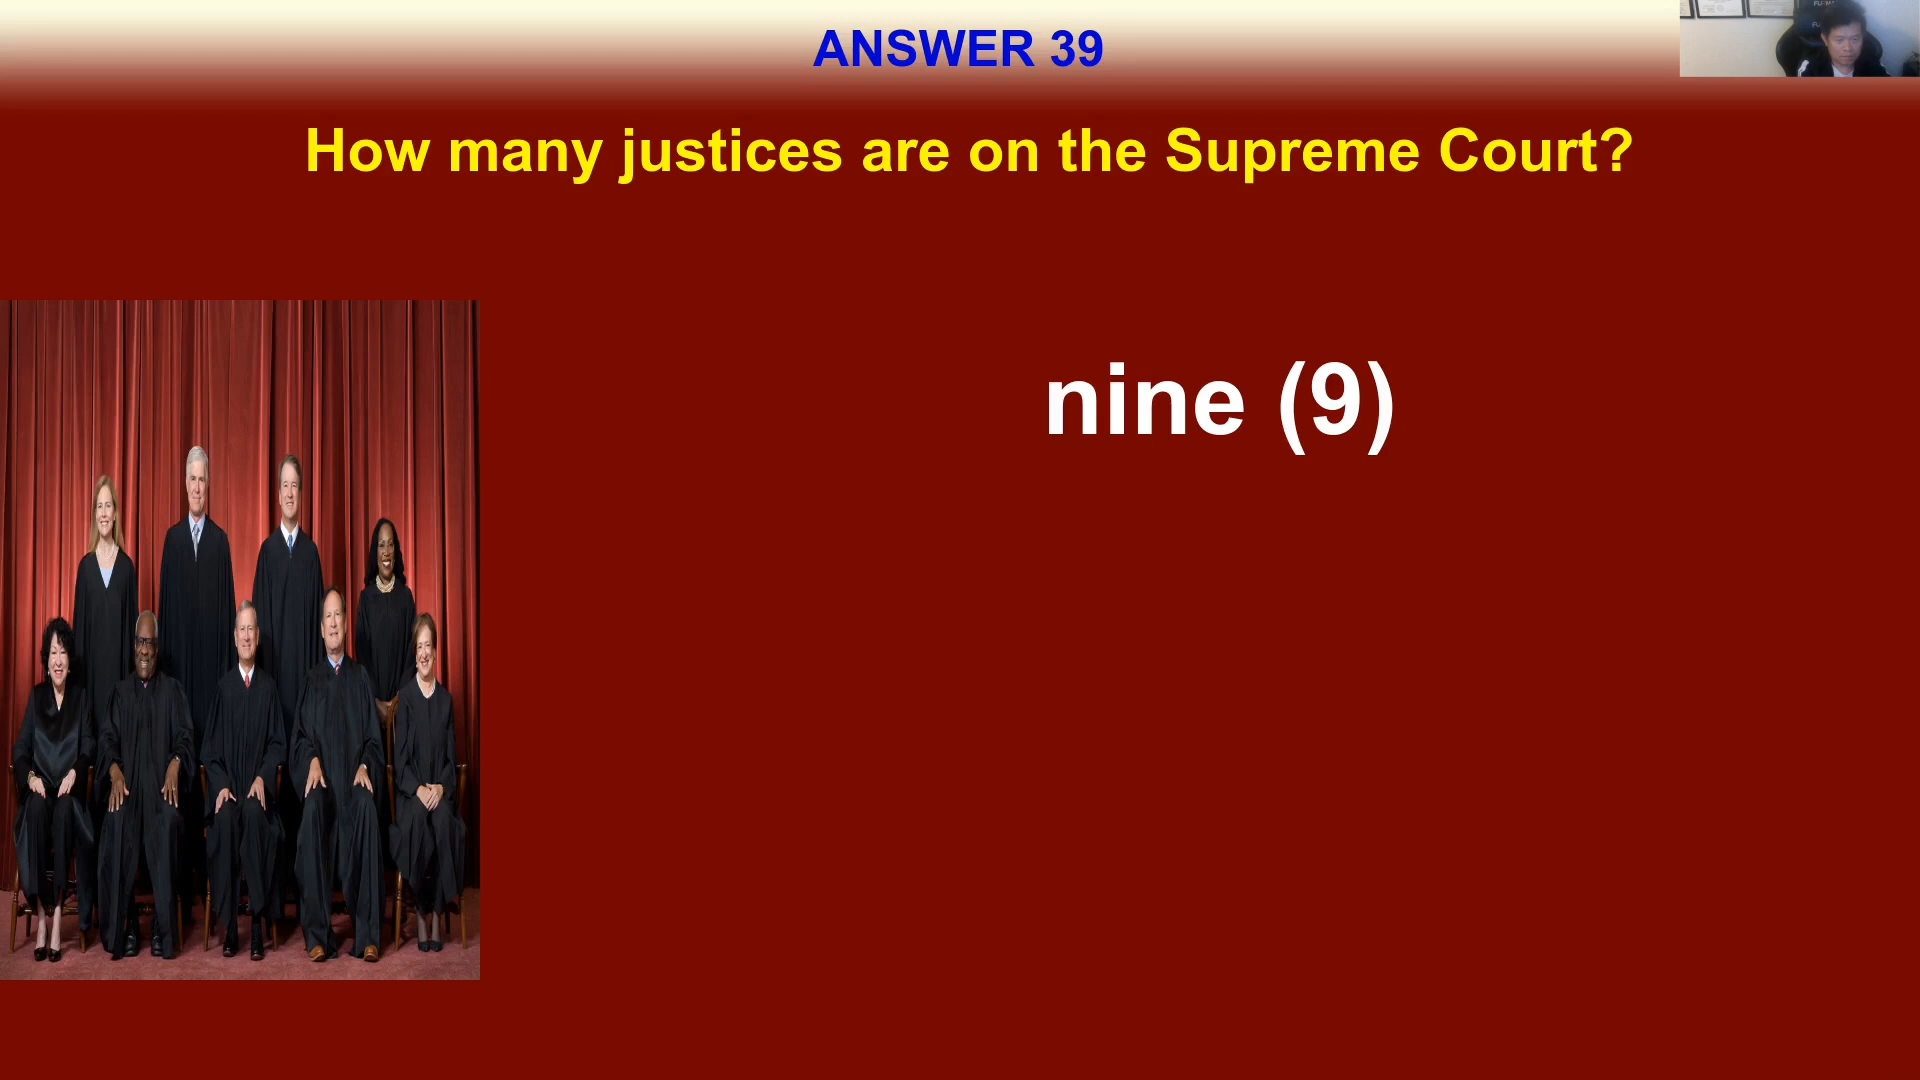 ANSWER 39
How many justices are on the Supreme Court?
nine (9)